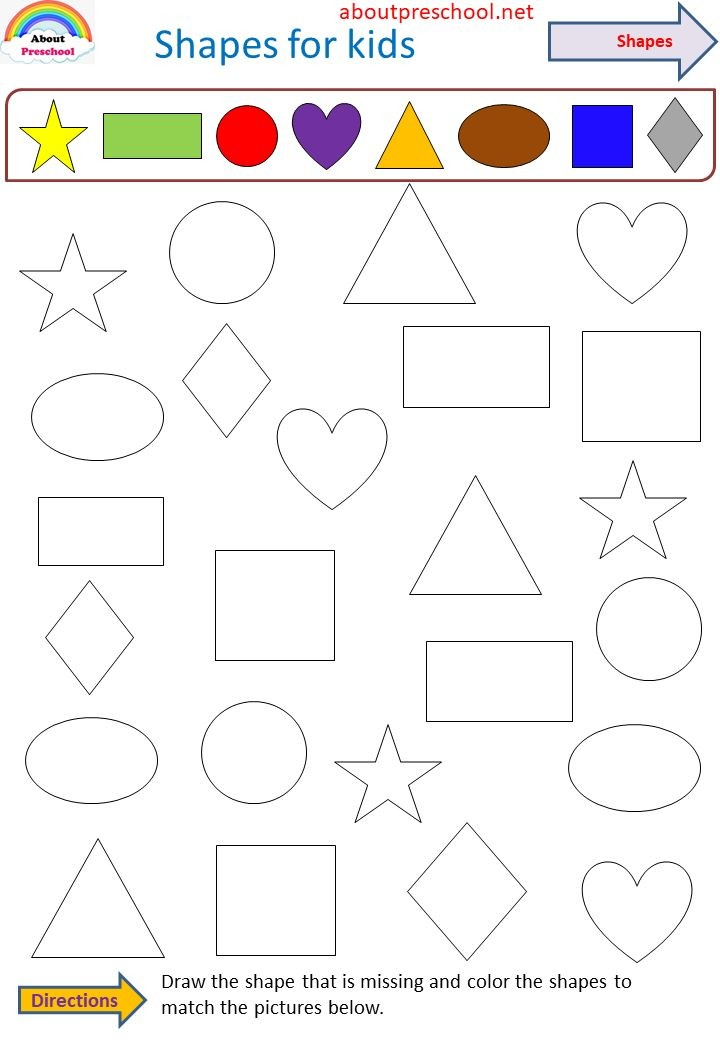 aboutpreschool.net
About
Preschool
Shapes for kids
Shapes
Directions
Draw the shape that is missing and color the shapes to
match the pictures below.